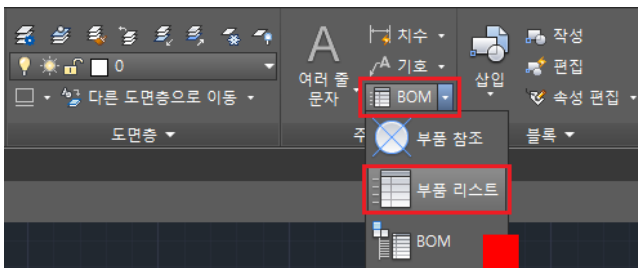 0
다른 도면층으로 이동
도면층
A
여러 줄
문자
치수
기호
BOM
주
부품 참조
부품 리스트
BOM
삽입
작성
편집
속성 편집
블록